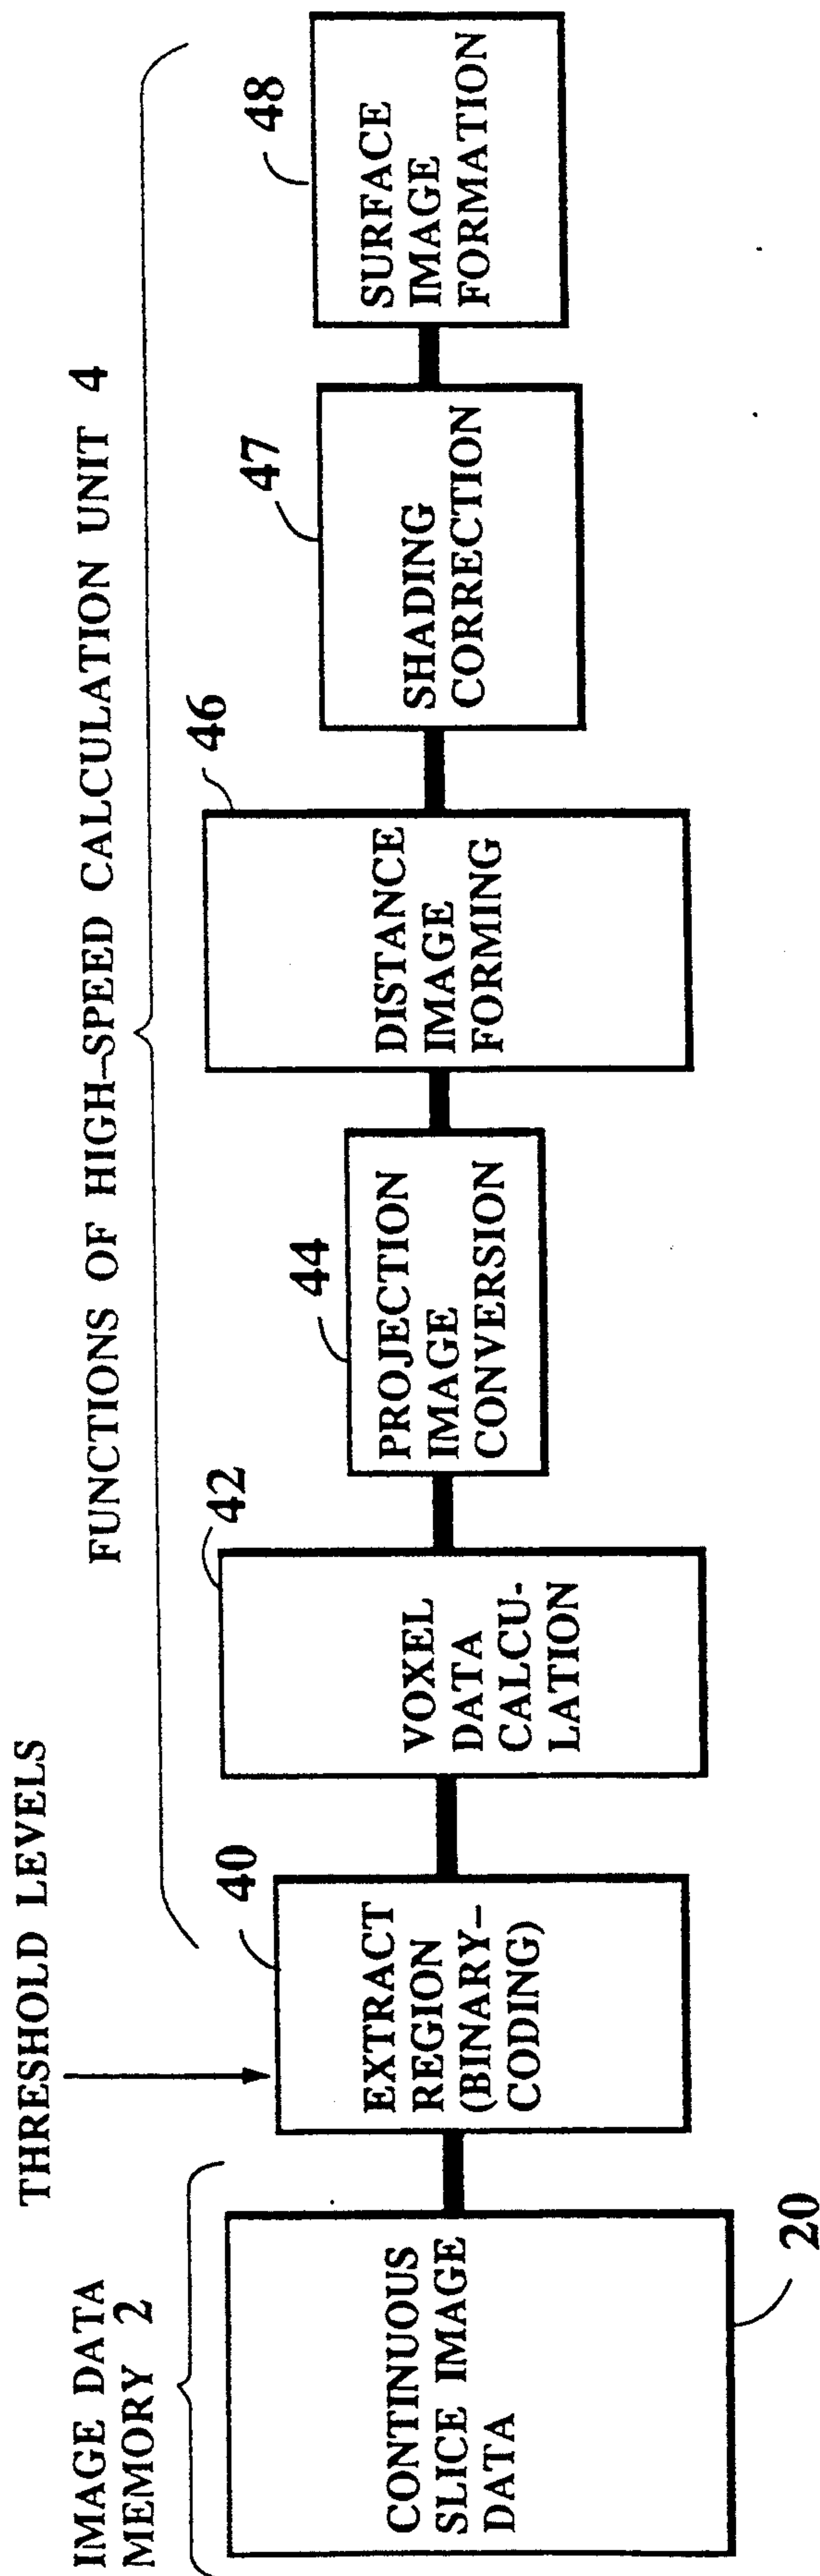 IMAGE DATA
MEMORY 2
THRESHOLD LEVELS
FUNCTIONS OF HIGH–SPEED CALCULATION UNIT 4
CONTINUOUS
SLICE IMAGE
DATA
20
40
EXTRACT
REGION
(BINARY–
CODING)
42
VOXEL
DATA
CALCU-
LATION
44
PROJECTION
IMAGE
CONVERSION
46
DISTANCE
IMAGE
FORMING
47
SHADING
CORRECTION
48
SURFACE
IMAGE
FORMATION